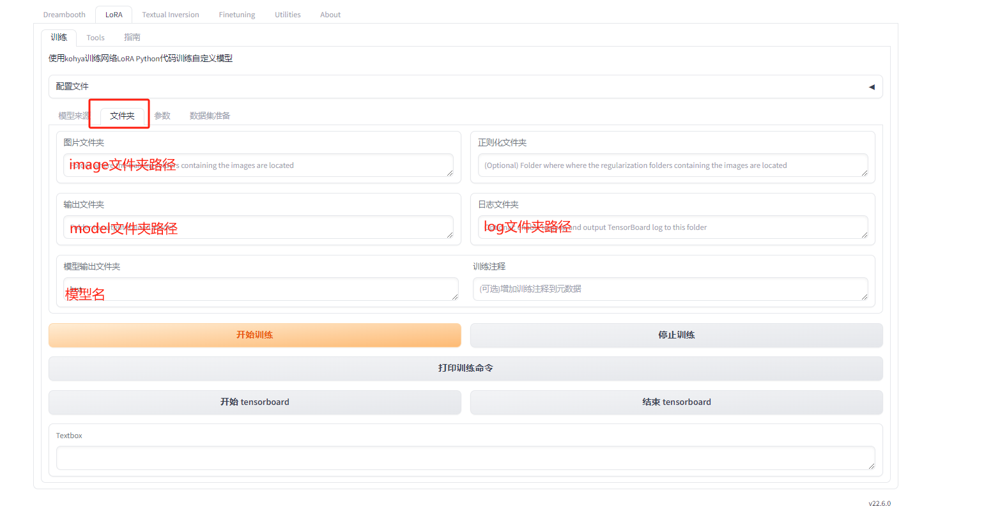 Dreambooth LoRA Textual Inversion Finetuning Utilities About
训练 Tools 指南
使用kohya训练网络LoRA Python代码训练自定义模型
配置文件
模型来源 文件夹 参数 数据集准备
图片文件夹 正则化文件夹
image文件夹路径 containing the images are located (Optional) Folder where where the regularization folders containing the images are located
输出文件夹 日志文件夹
model文件夹路径 log文件夹路径 and output TensorBoard log to this folder
模型输出文件夹 训练注释
模型名 (可选)增加训练注释到元数据
开始训练 停止训练
打印训练命令
开始 tensorboard 结束 tensorboard
Textbox
v22.6.0